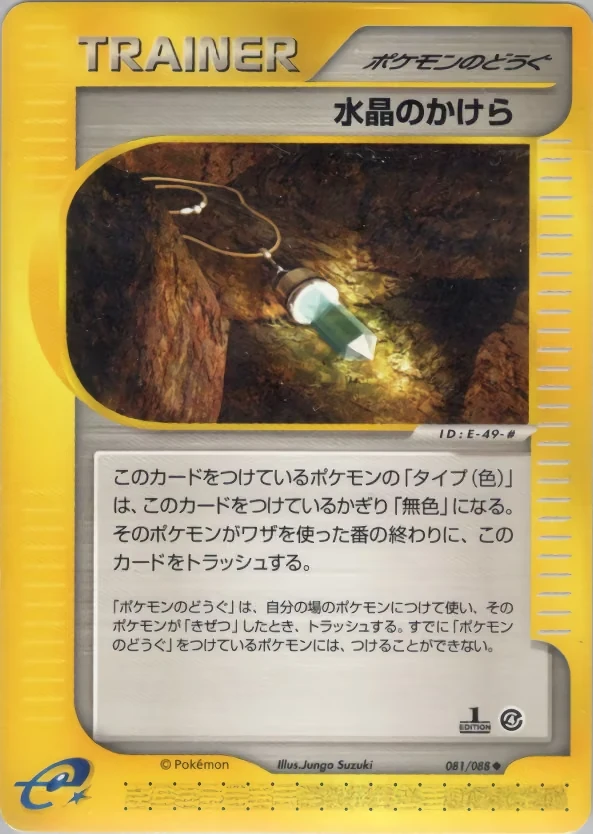 TRAINER
ポケモンのどうぐ
水晶のかけら
ID:E-49-#
このカードをつけているポケモンの「タイプ(色)」
は、このカードをつけているかぎり「無色」になる。
そのポケモンがワザを使った番の終わりに、この
カードをトラッシュする。
「ポケモンのどうぐ」は、自分の場のポケモンにつけて使い、その
ポケモンが「きぜつ」したとき、トラッシュする。すでに「ポケモン
のどうぐ」をつけているポケモンには、つけることができない。
1
EDITION
© Pokémon
Illus.Jungo Suzuki
081/088◆
e